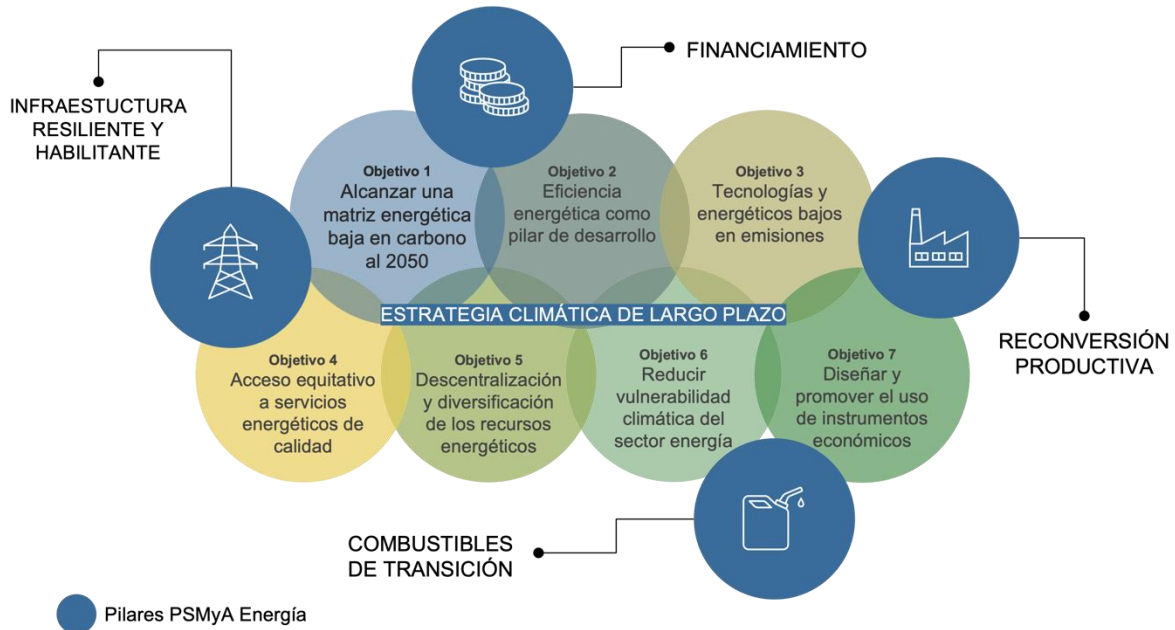 FINANCIAMIENTO
INFRAESTUCTURA
RESILIENTE Y
HABILITANTE
Objetivo 1
Alcanzar una
matriz energética
baja en carbono
al 2050
Objetivo 2
Eficiencia
energética como
pilar de desarrollo
Objetivo 3
Tecnologías y
energéticos bajos
en emisiones
ESTRATEGIA CLIMÁTICA DE LARGO PLAZO
RECONVERSIÓN
PRODUCTIVA
Objetivo 4
Acceso equitativo
a servicios
energéticos de
calidad
Objetivo 5
Descentralización
y diversificación
de los recursos
energéticos
Objetivo 6
Reducir
vulnerabilidad
climática del
sector energía
Objetivo 7
Diseñar y
promover el uso
de instrumentos
económicos
COMBUSTIBLES
DE TRANSICIÓN
Pilares PSMyA Energía